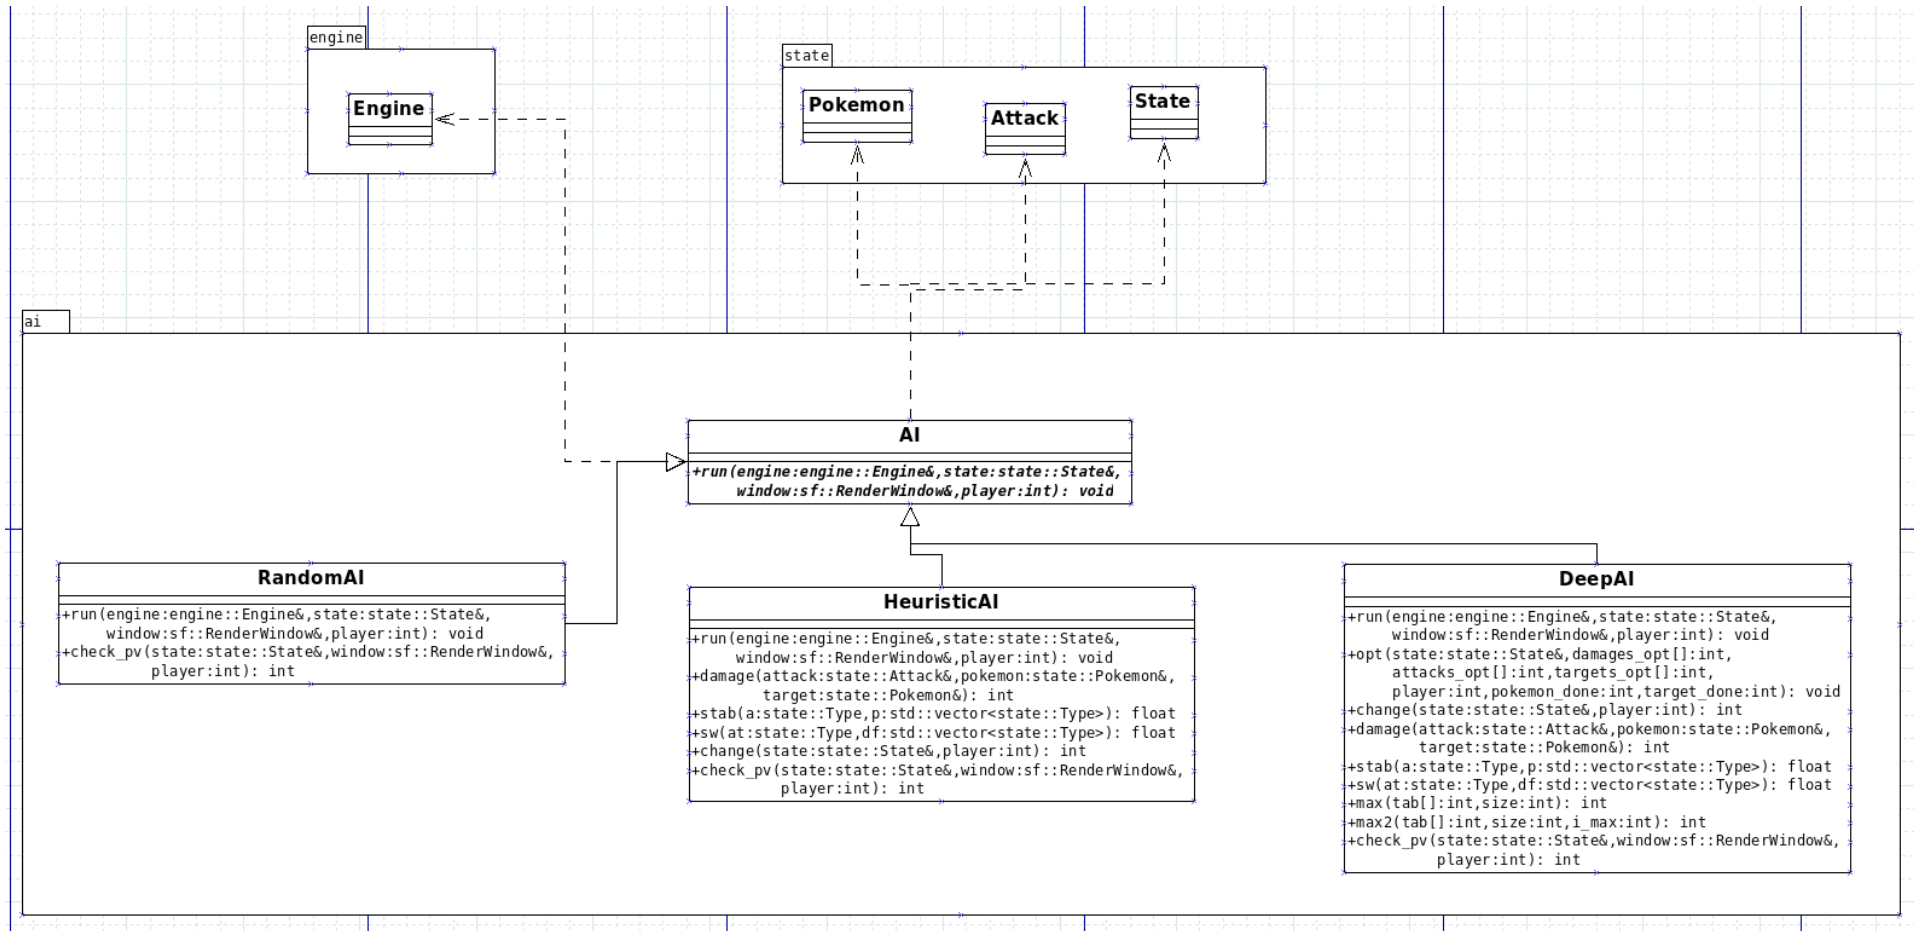 engine
Engine
state
Pokemon
Attack
State
ai
AI
+run(engine:engine::Engine&,state:state::State&,
window:sf::RenderWindow&,player:int): void
RandomAI
+run(engine:engine::Engine&,state:state::State&,
window:sf::RenderWindow&,player:int): void
+check_pv(state:state::State&,window:sf::RenderWindow&,
player:int): int
HeuristicAI
+run(engine:engine::Engine&,state:state::State&,
window:sf::RenderWindow&,player:int): void
+damage(attack:state::Attack&,pokemon:state::Pokemon&,
target:state::Pokemon&): int
+stab(a:state::Type,p:std::vector<state::Type>): float
+sw(at:state::Type,df:std::vector<state::Type>): float
+change(state:state::State&,player:int): int
+check_pv(state:state::State&,window:sf::RenderWindow&,
player:int): int
DeepAI
+run(engine:engine::Engine&,state:state::State&,
window:sf::RenderWindow&,player:int): void
+opt(state:state::State&,damages_opt[]:int,
attacks_opt[]:int,targets_opt[]:int,
player:int,pokemon_done:int,target_done:int): void
+change(state:state::State&,player:int): int
+damage(attack:state::Attack&,pokemon:state::Pokemon&,
target:state::Pokemon&): int
+stab(a:state::Type,p:std::vector<state::Type>): float
+sw(at:state::Type,df:std::vector<state::Type>): float
+max(tab[]:int,size:int): int
+max2(tab[]:int,size:int,i_max:int): int
+check_pv(state:state::State&,window:sf::RenderWindow&,
player:int): int